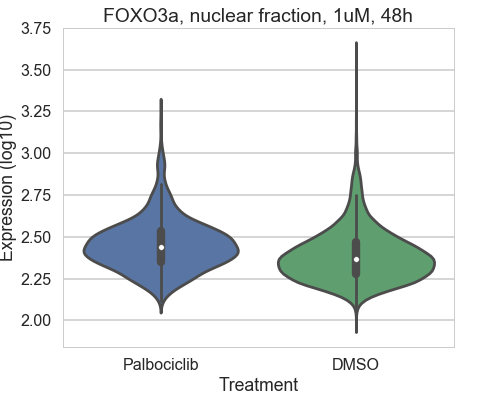 FOXO3a, nuclear fraction, 1uM, 48h
3.75
3.50
3.25
3.00
2.75
2.50
2.25
2.00
Expression (log10)
Palbociclib DMSO
Treatment